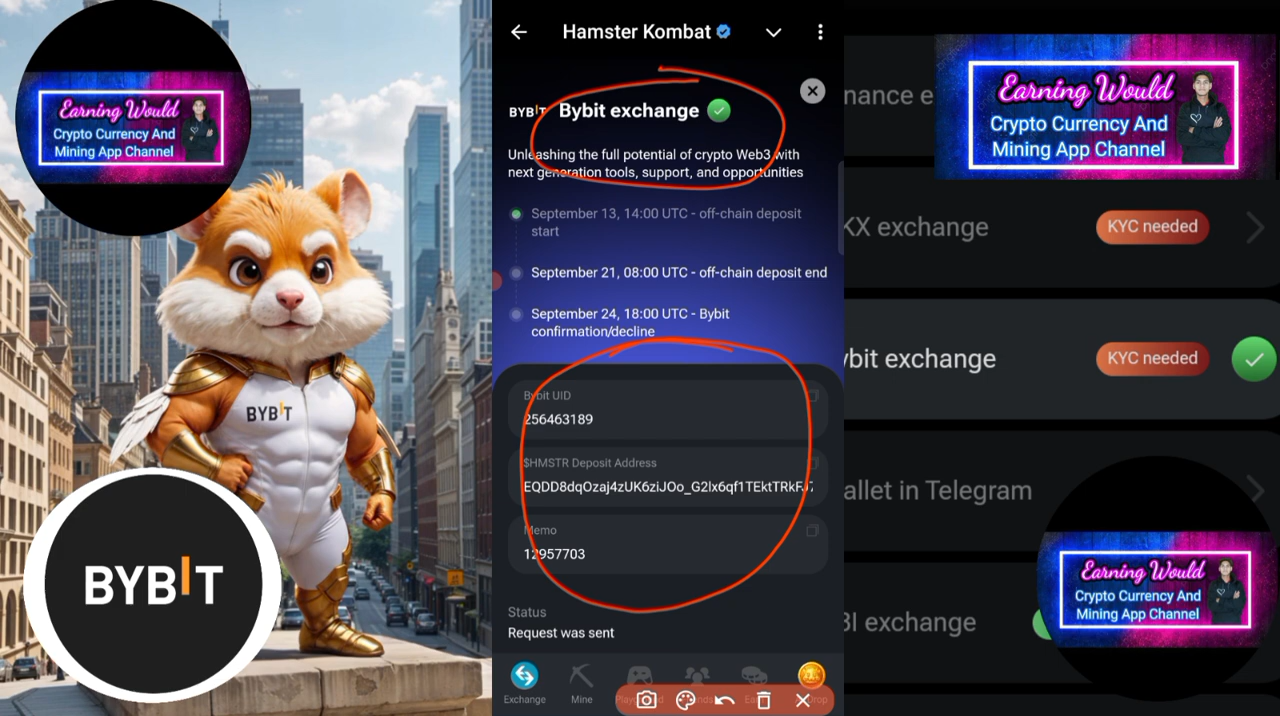 Earning Would
Crypto Currency And
Mining App Channel
BYBIT
BYBIT
Hamster Kombat
BYBIT Bybit exchange
Unleashing the full potential of crypto Web3 with
next generation tools, support, and opportunities
September 13, 14:00 UTC - off-chain deposit
start
September 21, 08:00 UTC - off-chain deposit end
September 24, 18:00 UTC - Bybit
confirmation/decline
Bybit UID
256463189
$HMSTR Deposit Address
EQDD8dqOzaj4zUK6ziJOo_G2lx6qf1TEktTRkFJ7
Memo
12957703
Status
Request was sent
Exchange
Mine
Earning Would
Crypto Currency And
Mining App Channel
nance e
KX exchange
KYC needed
ybit exchange
KYC needed
allet in Telegram
BI exchange
Earning Would
Crypto Currency And
Mining App Channel